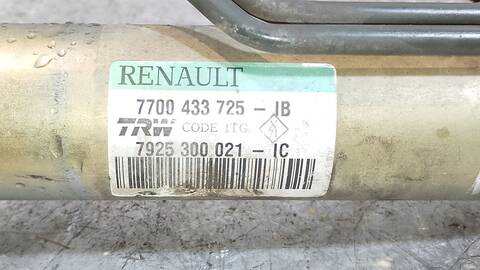 RENAULT
7700 433 725 - IB
TRW CODE ITG
7925 300 021 - IC